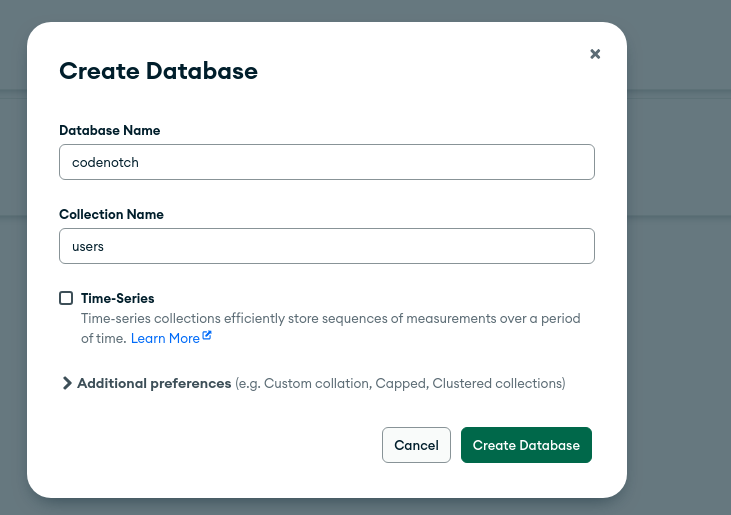 Create Database
Database Name
codenotch
Collection Name
users
Time-Series
Time-series collections efficiently store sequences of measurements over a period
of time. Learn More
Additional preferences (e.g. Custom collation, Capped, Clustered collections)
Cancel
Create Database